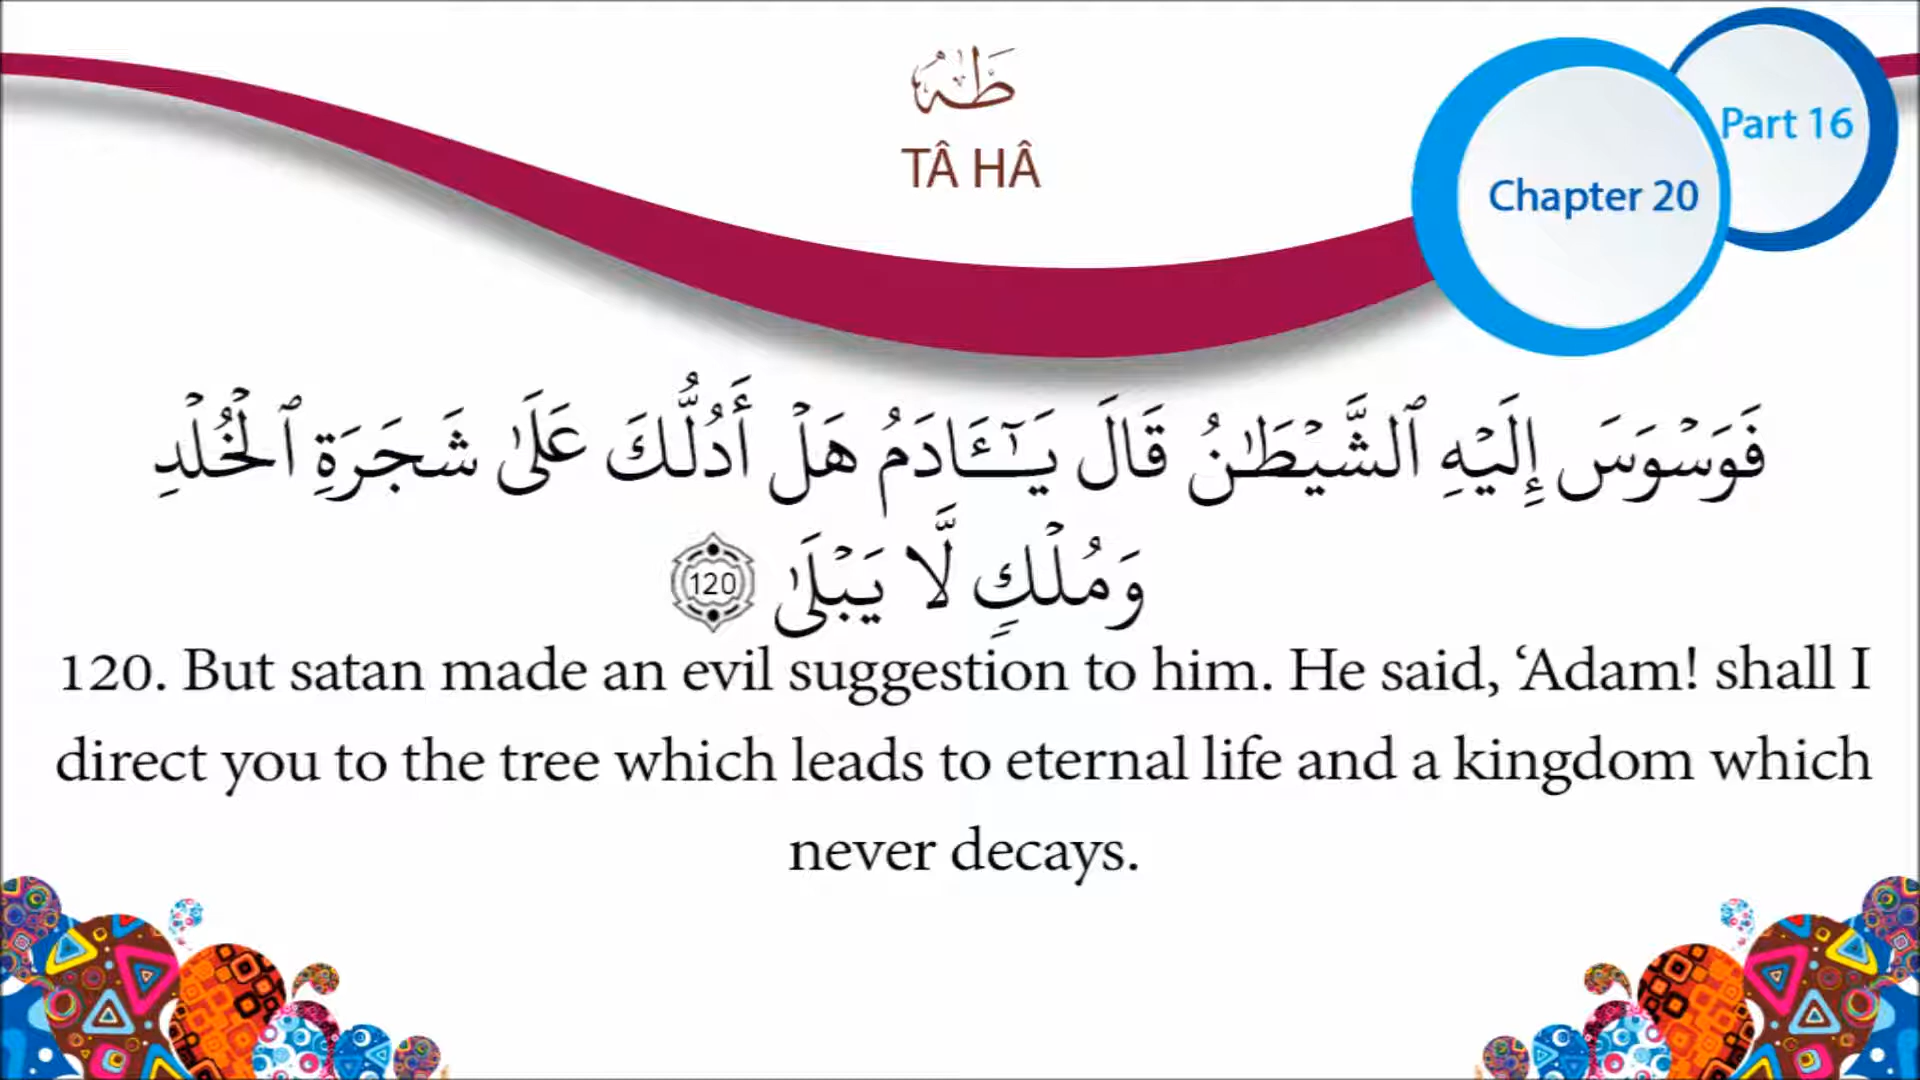 طه
TÂ HÂ
Part 16
Chapter 20
فَوَسْوَسَ إِلَيْهِ ٱلشَّيْطَٰنُ قَالَ يَٰٓـَٔادَمُ هَلْ أَدُلُّكَ عَلَىٰ شَجَرَةِ ٱلْخُلْدِ
وَمُلْكٍ لَّا يَبْلَىٰ 120
120. But satan made an evil suggestion to him. He said, ‘Adam! shall I
direct you to the tree which leads to eternal life and a kingdom which
never decays.